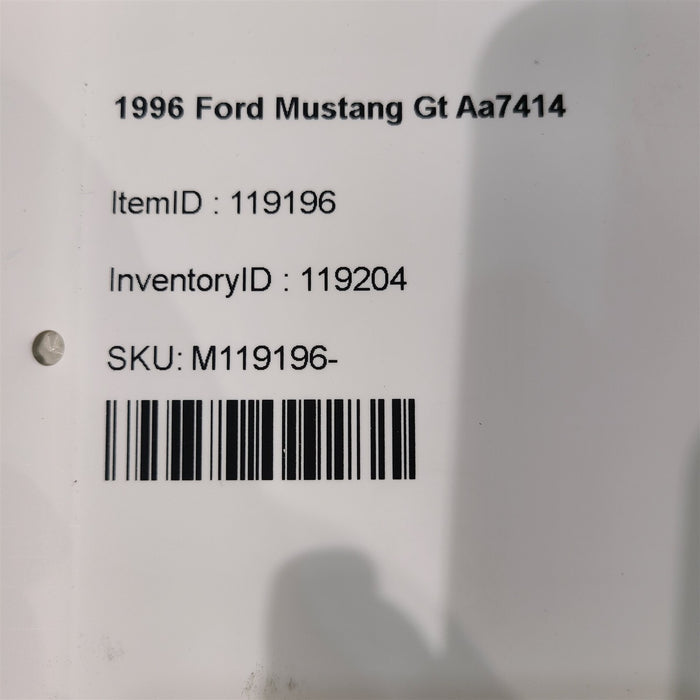 1996 Ford Mustang Gt Aa7414
ItemID : 119196
InventoryID : 119204
SKU: M119196-